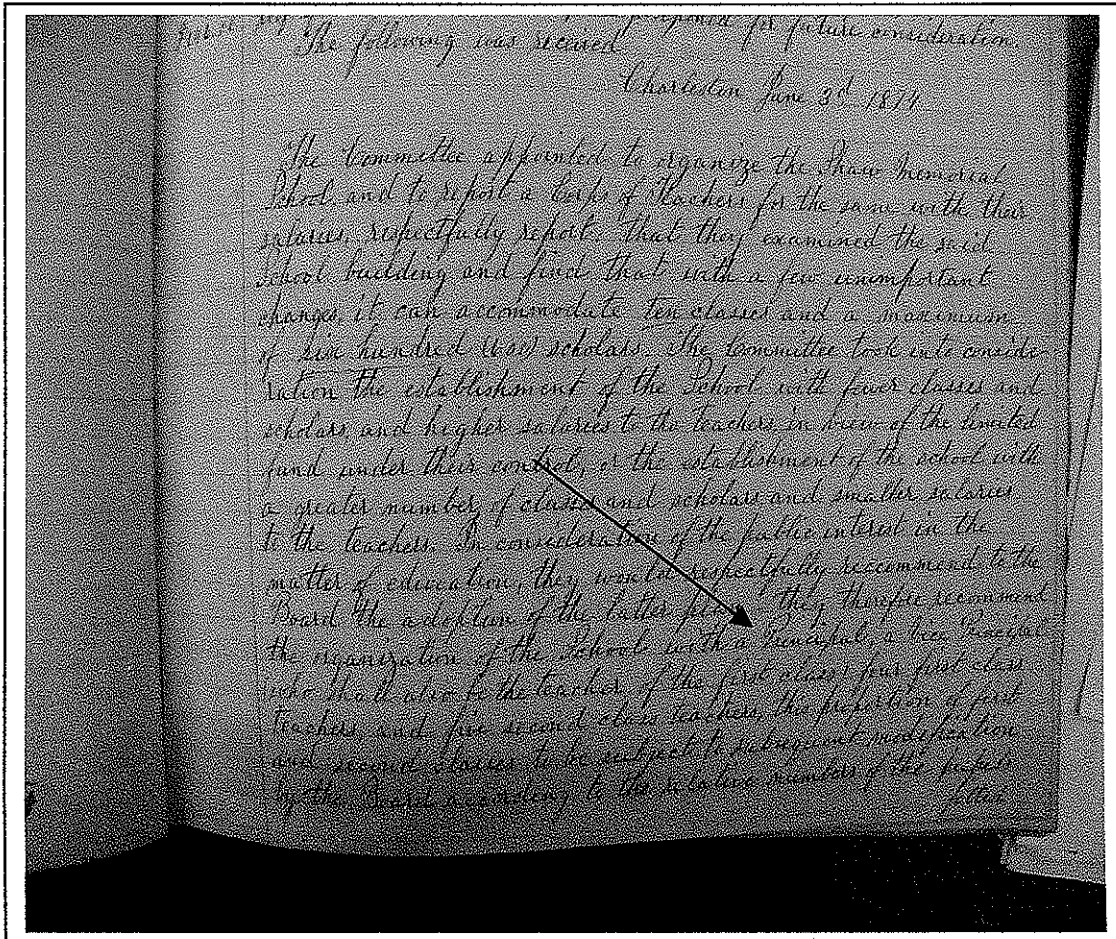 postponed for future consideration.
The following was received
Charleston June 3d 1874
The Committee appointed to organize the Shaw Memorial
School and to report a Corps of Teachers for the same with their
salaries, respectfully report, that they examined the said
school building and find that with a few unimportant
changes, it can accommodate Ten classes and a maximum
of hundred scholars. The Committee took into conside-
ration the establishment of the School with fewer classes and
scholars, and higher salaries to the teachers in view of the limited
fund under their control, or the establishment of the school with
a greater number of classes and scholars and smaller salaries
to the teachers. In consideration of the public interest in the
matter of education, they would respectfully recommend to the
Board the adoption of the latter they therefore recommend
the organization of the School with a Principal a Vice Principal
who shall also be the teacher of the first class, four first class
teachers and five second class teachers, the proportion of first
and second classes to be subject to subsequent modification
by the Board according to the relative numbers of the pupils